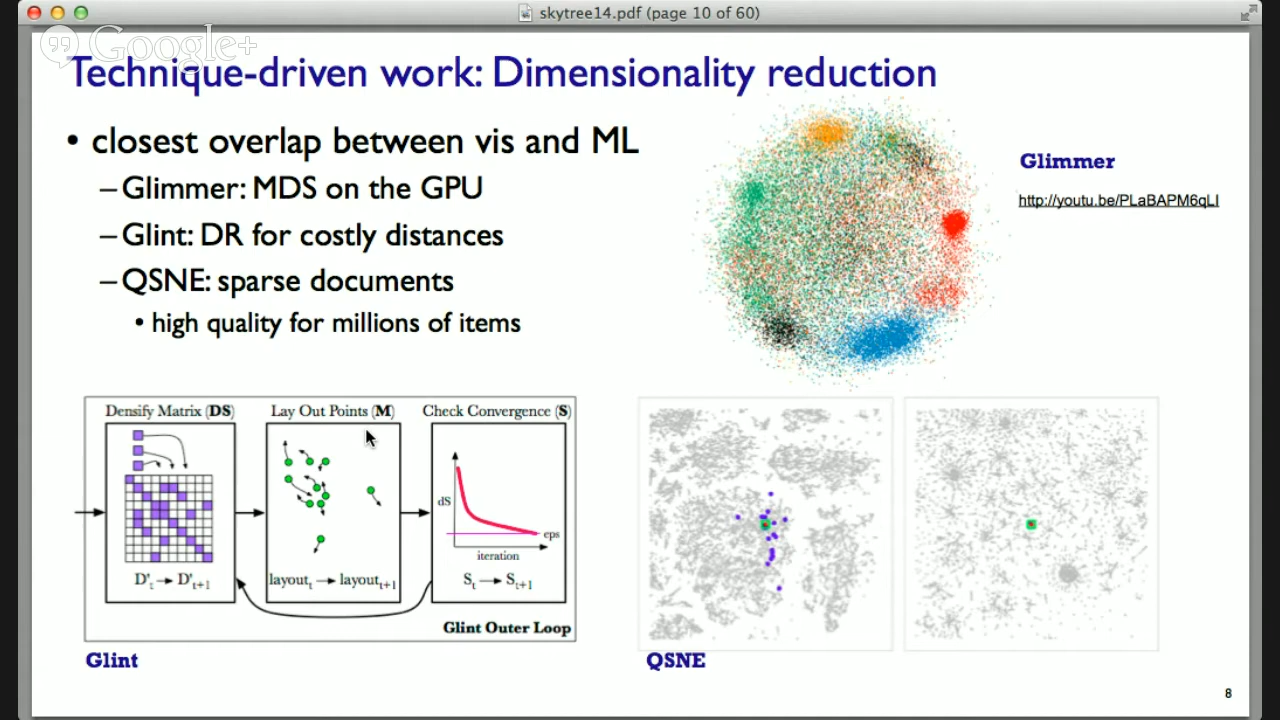 skytree14.pdf (page 10 of 60)
Google+
Technique-driven work: Dimensionality reduction
• closest overlap between vis and ML
–Glimmer: MDS on the GPU
–Glint: DR for costly distances
–QSNE: sparse documents
• high quality for millions of items
Glimmer
http://youtu.be/PLaBAPM6qLI
Densify Matrix (DS)
Lay Out Points (M)
Check Convergence (S)
dS
eps
iteration
D't → D't+1
layoutt → layoutt+1
St → St+1
Glint Outer Loop
Glint
QSNE
8